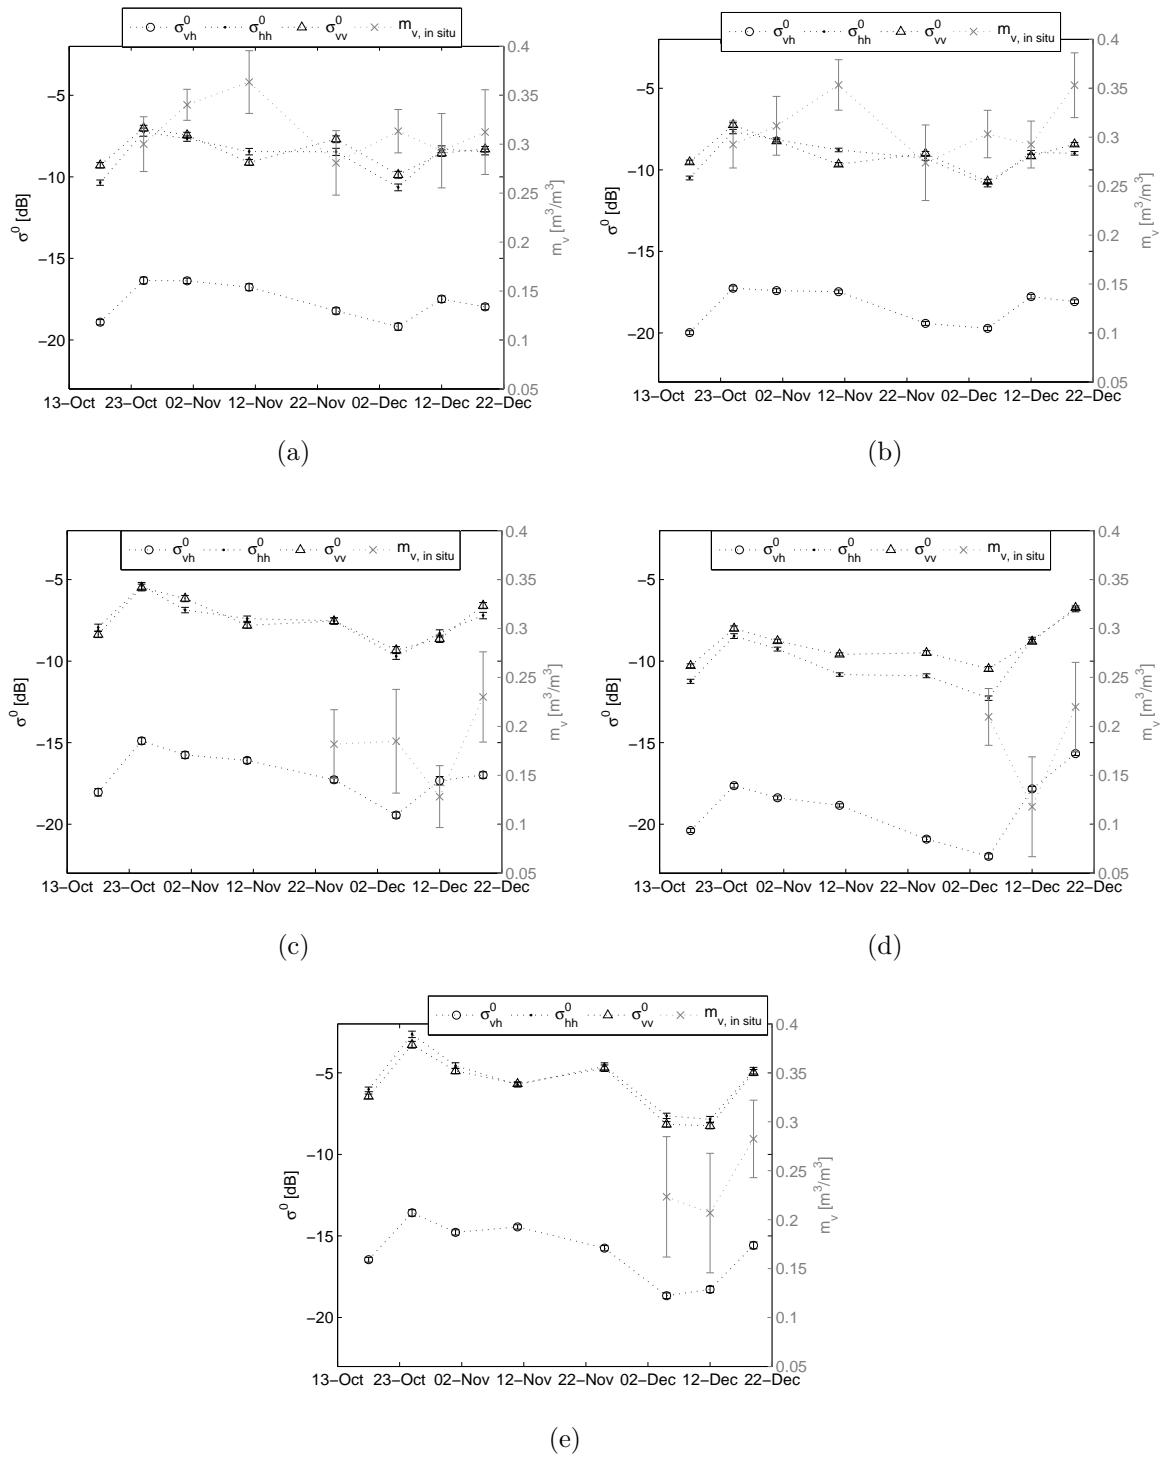 σ⁰vh σ⁰hh σ⁰vv mv, in situ
−5
−10
−15
−20
σ⁰ [dB]
0.4
0.35
0.3
0.25
0.2
0.15
0.1
0.05
mv [m³/m³]
13−Oct 23−Oct 02−Nov 12−Nov 22−Nov 02−Dec 12−Dec 22−Dec
(a)
σ⁰vh σ⁰hh σ⁰vv mv, in situ
−5
−10
−15
−20
σ⁰ [dB]
0.4
0.35
0.3
0.25
0.2
0.15
0.1
0.05
mv [m³/m³]
13−Oct 23−Oct 02−Nov 12−Nov 22−Nov 02−Dec 12−Dec 22−Dec
(b)
σ⁰vh σ⁰hh σ⁰vv mv, in situ
−5
−10
−15
−20
σ⁰ [dB]
0.4
0.35
0.3
0.25
0.2
0.15
0.1
0.05
mv [m³/m³]
13−Oct 23−Oct 02−Nov 12−Nov 22−Nov 02−Dec 12−Dec 22−Dec
(c)
σ⁰vh σ⁰hh σ⁰vv mv, in situ
−5
−10
−15
−20
σ⁰ [dB]
0.4
0.35
0.3
0.25
0.2
0.15
0.1
0.05
mv [m³/m³]
13−Oct 23−Oct 02−Nov 12−Nov 22−Nov 02−Dec 12−Dec 22−Dec
(d)
σ⁰vh σ⁰hh σ⁰vv mv, in situ
−5
−10
−15
−20
σ⁰ [dB]
0.4
0.35
0.3
0.25
0.2
0.15
0.1
0.05
mv [m³/m³]
13−Oct 23−Oct 02−Nov 12−Nov 22−Nov 02−Dec 12−Dec 22−Dec
(e)